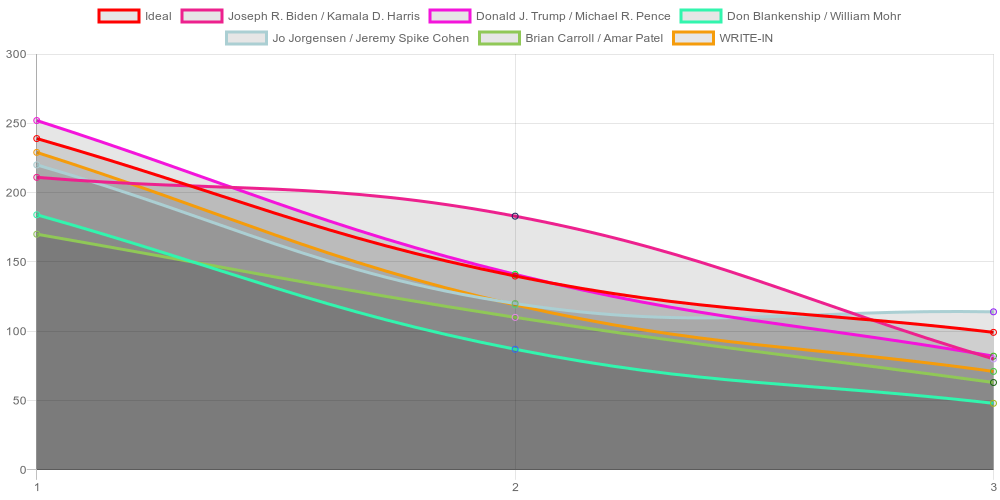 Ideal Joseph R. Biden / Kamala D. Harris Donald J. Trump / Michael R. Pence Don Blankenship / William Mohr
Jo Jorgensen / Jeremy Spike Cohen Brian Carroll / Amar Patel WRITE-IN
300
250
200
150
100
50
0
1 2 3